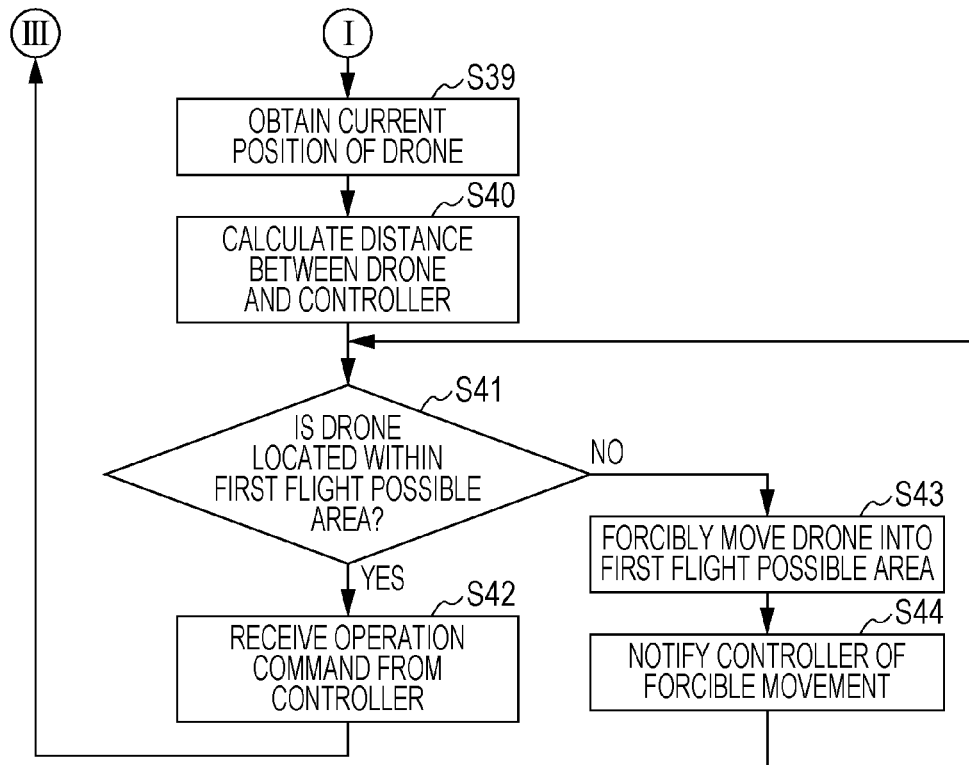 III
I
S39
OBTAIN CURRENT
POSITION OF DRONE
S40
CALCULATE DISTANCE
BETWEEN DRONE
AND CONTROLLER
S41
IS DRONE
LOCATED WITHIN
FIRST FLIGHT POSSIBLE
AREA?
NO
YES
S42
RECEIVE OPERATION
COMMAND FROM
CONTROLLER
S43
FORCIBLY MOVE DRONE INTO
FIRST FLIGHT POSSIBLE AREA
S44
NOTIFY CONTROLLER OF
FORCIBLE MOVEMENT